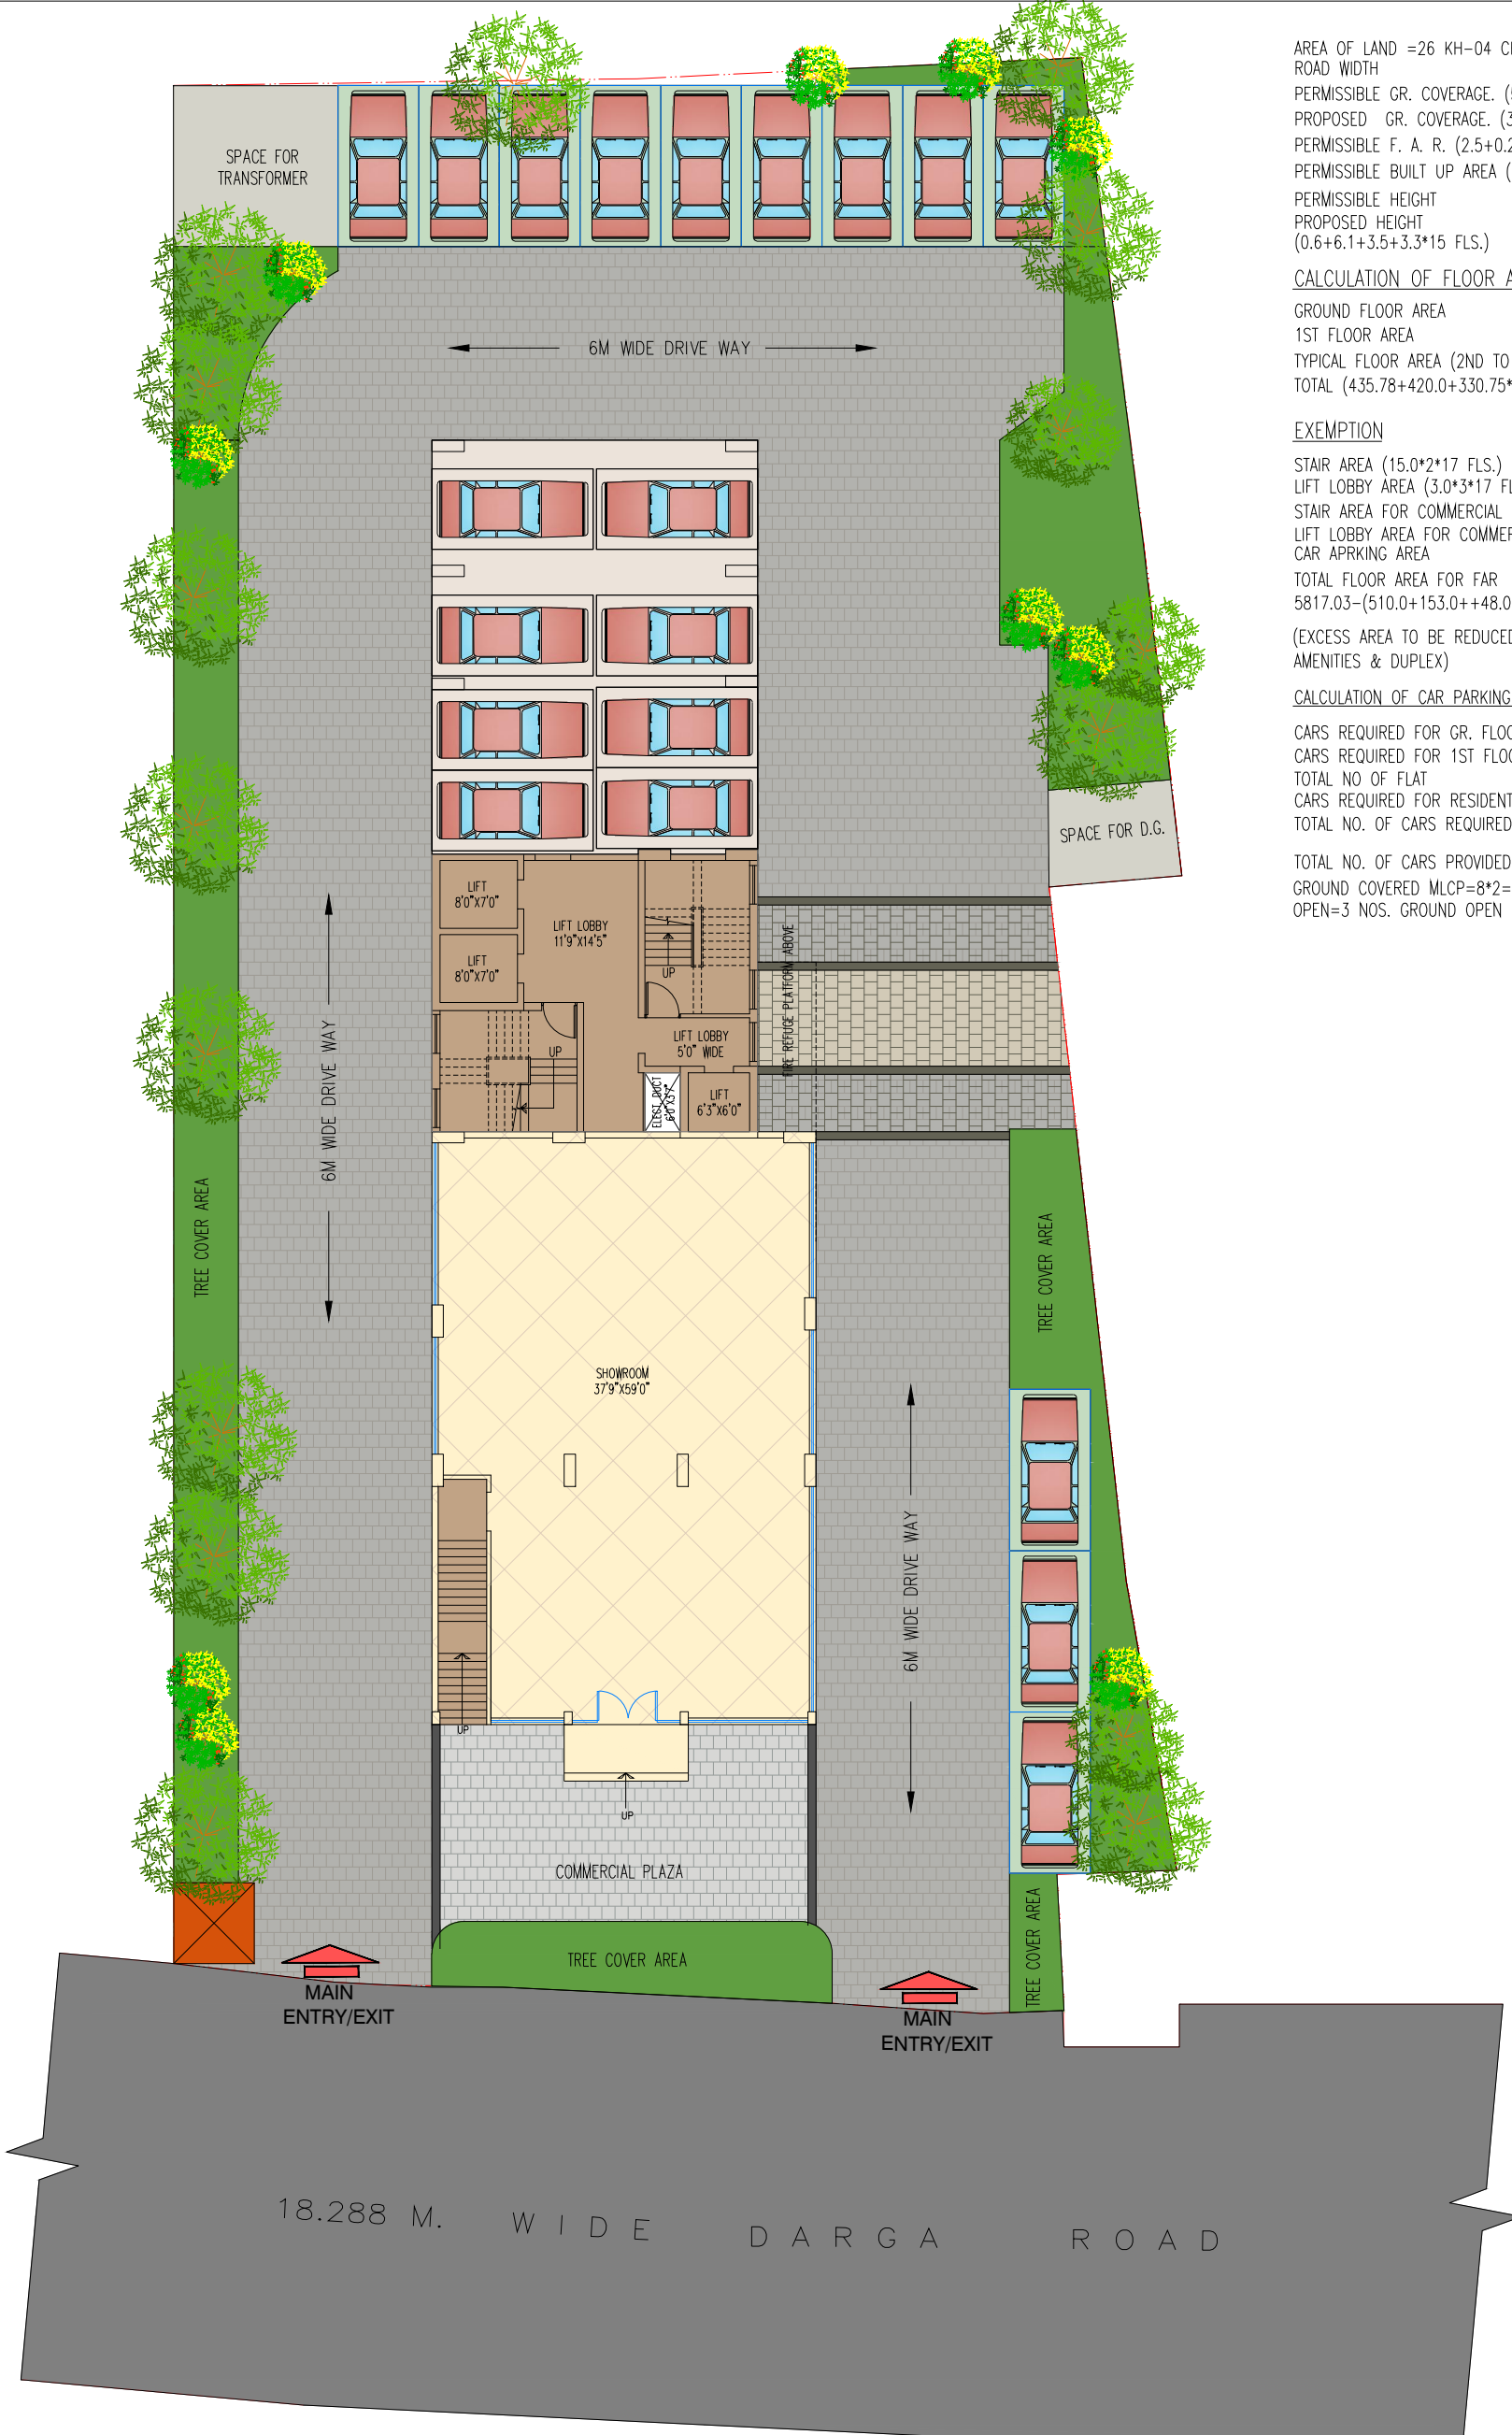 AREA OF LAND =26 KH-04
ROAD WIDTH
PERMISSIBLE GR. COVERAGE.
PROPOSED GR. COVERAGE. (3
PERMISSIBLE F. A. R. (2.5+0.2
PERMISSIBLE BUILT UP AREA (
PERMISSIBLE HEIGHT
PROPOSED HEIGHT
(0.6+6.1+3.5+3.3*15 FLS.)
CALCULATION OF FLOOR
GROUND FLOOR AREA
1ST FLOOR AREA
TYPICAL FLOOR AREA (2ND TO
TOTAL (435.78+420.0+330.75*
EXEMPTION
STAIR AREA (15.0*2*17 FLS.)
LIFT LOBBY AREA (3.0*3*17
STAIR AREA FOR COMMERCIAL
LIFT LOBBY AREA FOR
CAR APRKING AREA
TOTAL FLOOR AREA FOR FAR
5817.03-(510.0+153.0++48.0
(EXCESS AREA TO BE REDUCED
AMENITIES & DUPLEX)
CALCULATION OF CAR PARKING
CARS REQUIRED FOR GR.
CARS REQUIRED FOR 1ST
TOTAL NO OF FLAT
CARS REQUIRED FOR
TOTAL NO. OF CARS REQUIRED
TOTAL NO. OF CARS PROVIDED
GROUND COVERED MLCP=8*2=
OPEN=3 NOS. GROUND OPEN
SPACE FOR
TRANSFORMER
6M WIDE DRIVE WAY
SPACE FOR D.G.
LIFT
8'0"X7'0"
LIFT LOBBY
11'9"X14'5"
LIFT
8'0"X7'0"
UP
FIRE REFUGE PLATFORM ABOVE
LIFT LOBBY
5'0" WIDE
UP
ELECT. DUCT
LIFT
6'3"X6'0"
6M WIDE DRIVE WAY
TREE COVER AREA
TREE COVER AREA
SHOWROOM
37'9"X59'0"
6M WIDE DRIVE WAY
UP
UP
COMMERCIAL PLAZA
TREE COVER AREA
TREE COVER AREA
MAIN
ENTRY/EXIT
MAIN
ENTRY/EXIT
18.288 M. WIDE DARGA ROAD